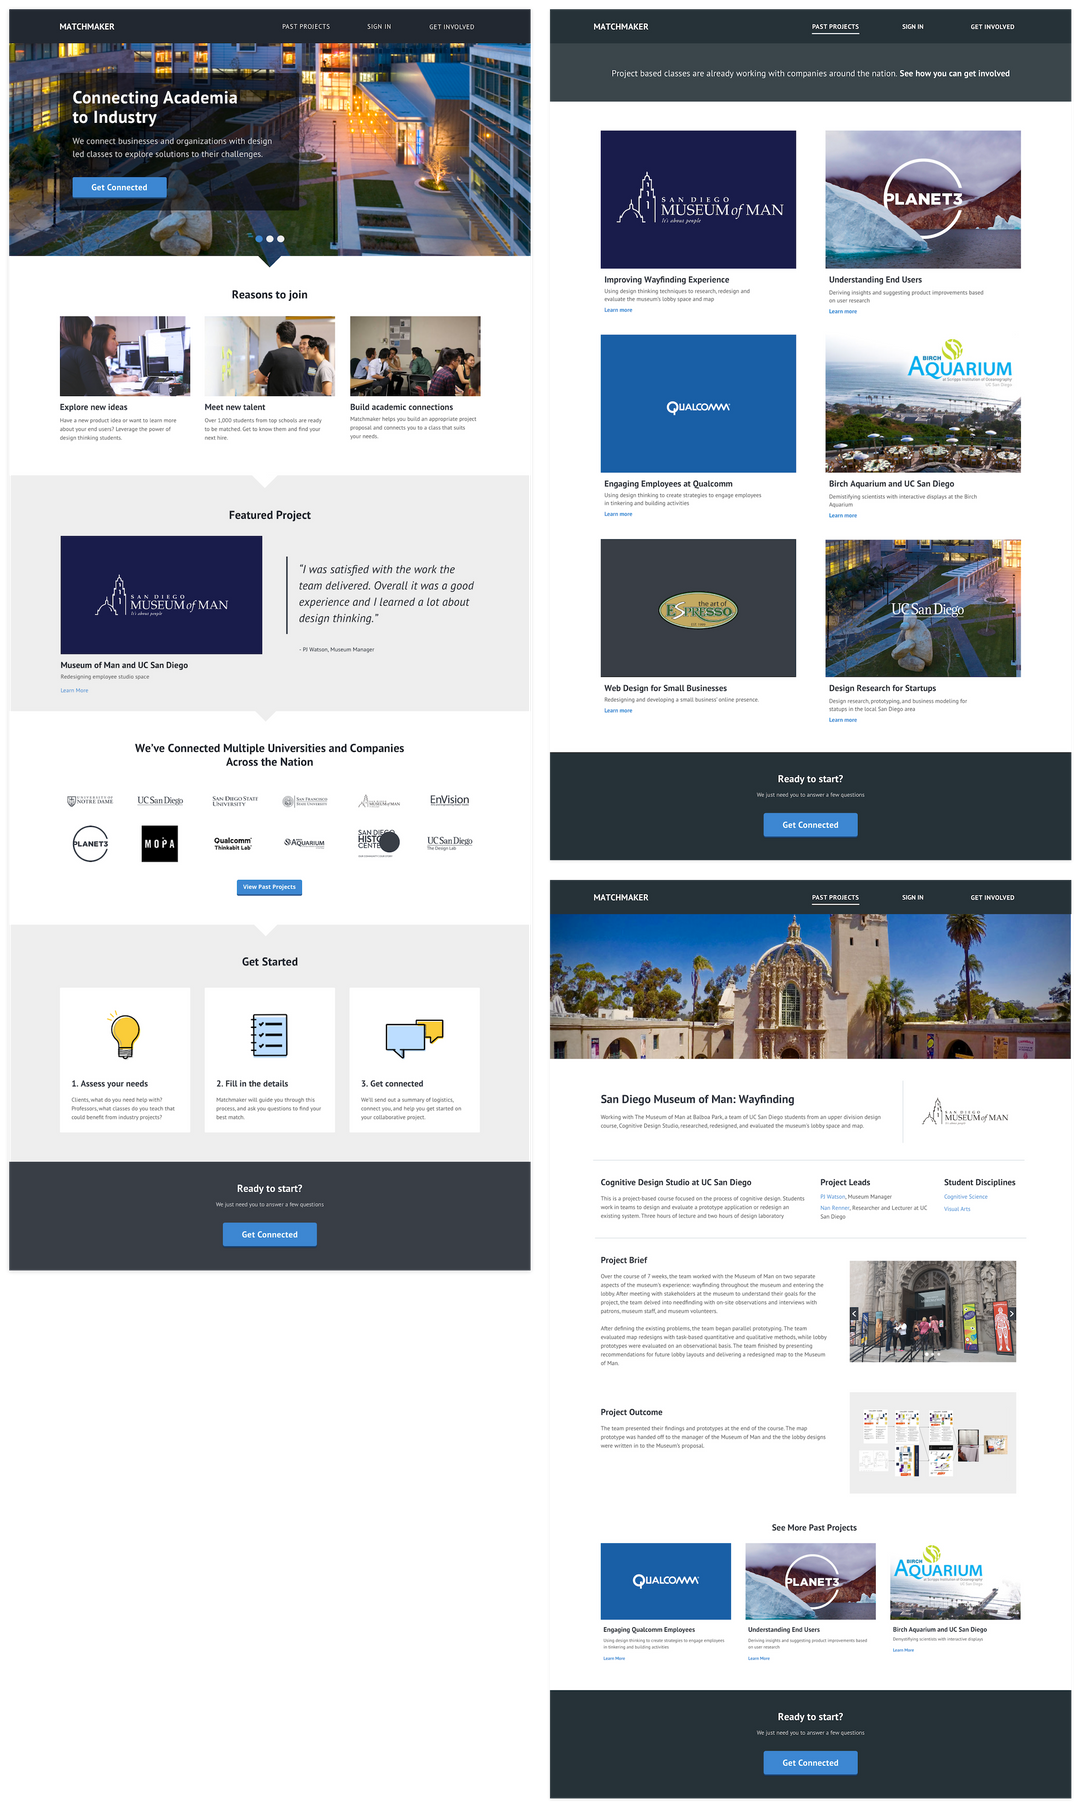 MATCHMAKER
PAST PROJECTS
SIGN IN
GET INVOLVED
Connecting Academia
to Industry
We connect businesses and organizations with design
led classes to explore solutions to their challenges.
Get Connected
Reasons to join
Explore new ideas
Have a new product idea or want to learn more
about your end users? Leverage the power of
design thinking students.
Meet new talent
Over 1,000 students from top schools are ready
to be matched. Get to know them and find your
next hire.
Build academic connections
Matchmaker helps you build an appropriate project
proposal and connects you to a class that suits
your needs.
Featured Project
SAN DIEGO
MUSEUM of MAN
It's about people
Museum of Man and UC San Diego
Redesigning employee studio space
Learn More
“I was satisfied with the work the
team delivered. Overall it was a good
experience and I learned a lot about
design thinking.”
- PJ Watson, Museum Manager
We've Connected Multiple Universities and Companies
Across the Nation
UNIVERSITY OF
NOTRE DAME
UC San Diego
SAN DIEGO STATE
UNIVERSITY
SAN FRANCISCO
STATE UNIVERSITY
SAN DIEGO
MUSEUM of MAN
EnVision
PLANET3
MOPA
Qualcomm
Thinkabit Lab
AQUARIUM
SAN DIEGO
HISTO
CENTE
UC San Diego
The Design Lab
View Past Projects
Get Started
1. Assess your needs
Clients, what do you need help with?
Professors, what classes do you teach that
could benefit from industry projects?
2. Fill in the details
Matchmaker will guide you through this
process, and ask you questions to find your
best match.
3. Get connected
We'll send out a summary of logistics,
connect you, and help you get started on
your collaborative project.
Ready to start?
We just need you to answer a few questions
Get Connected
MATCHMAKER
PAST PROJECTS
SIGN IN
GET INVOLVED
Project based classes are already working with companies around the nation. See how you can get involved
SAN DIEGO
MUSEUM of MAN
It's about people
Improving Wayfinding Experience
Using design thinking techniques to research, redesign and
evaluate the museum's lobby space and map
Learn more
PLANET3
Understanding End Users
Deriving insights and suggesting product improvements based
on user research
Learn more
QUALCOMM
Engaging Employees at Qualcomm
Using design thinking to create strategies to engage employees
in tinkering and building activities
Learn more
BIRCH
AQUARIUM
at Scripps Institution of Oceanography
UC San Diego
Birch Aquarium and UC San Diego
Demistifying scientists with interactive displays at the Birch
Aquarium
Learn more
the art of
ESPRESSO
Web Design for Small Businesses
Redesigning and developing a small business' online presence.
Learn more
UC San Diego
Design Research for Startups
Design research, prototyping, and business modeling for
statups in the local San Diego area
Learn more
Ready to start?
We just need you to answer a few questions
Get Connected
MATCHMAKER
PAST PROJECTS
SIGN IN
GET INVOLVED
San Diego Museum of Man: Wayfinding
Working with The Museum of Man at Balboa Park, a team of UC San Diego students from an upper division design
course, Cognitive Design Studio, researched, redesigned, and evaluated the museum's lobby space and map.
SAN DIEGO
MUSEUM of MAN
It's about people
Cognitive Design Studio at UC San Diego
This is a project-based course focused on the process of cognitive design. Students
work in teams to design and evaluate a prototype application or redesign an
existing system. Three hours of lecture and two hours of design laboratory
Project Leads
PJ Watson, Museum Manager
Nan Renner, Researcher and Lecturer at UC
San Diego
Student Disciplines
Cognitive Science
Visual Arts
Project Brief
Over the course of 7 weeks, the team worked with the Museum of Man on two separate
aspects of the museum's experience: wayfinding throughout the museum and entering the
lobby. After meeting with stakeholders at the museum to understand their goals for the
project, the team delved into needfinding with on-site observations and interviews with
patrons, museum staff, and museum volunteers.
After defining the existing problems, the team began parallel prototyping. The team
evaluated map redesigns with task-based quantitative and qualitative methods, while lobby
prototypes were evaluated on an observational basis. The team finished by presenting
recommendations for future lobby layouts and delivering a redesigned map to the Museum
of Man.
Project Outcome
The team presented their findings and prototypes at the end of the course. The map
prototype was handed off to the manager of the Museum of Man and the the lobby designs
were written in to the Museum's proposal.
See More Past Projects
QUALCOMM
Engaging Qualcomm Employees
Using design thinking to create strategies to engage employees
in tinkering and building activities
Learn More
PLANET3
Understanding End Users
Deriving insights and suggesting product improvements based
on user research
Learn More
BIRCH
AQUARIUM
at Scripps Institution of Oceanography
UC San Diego
Birch Aquarium and UC San Diego
Demystifying scientists with interactive displays
Learn More
Ready to start?
We just need you to answer a few questions
Get Connected